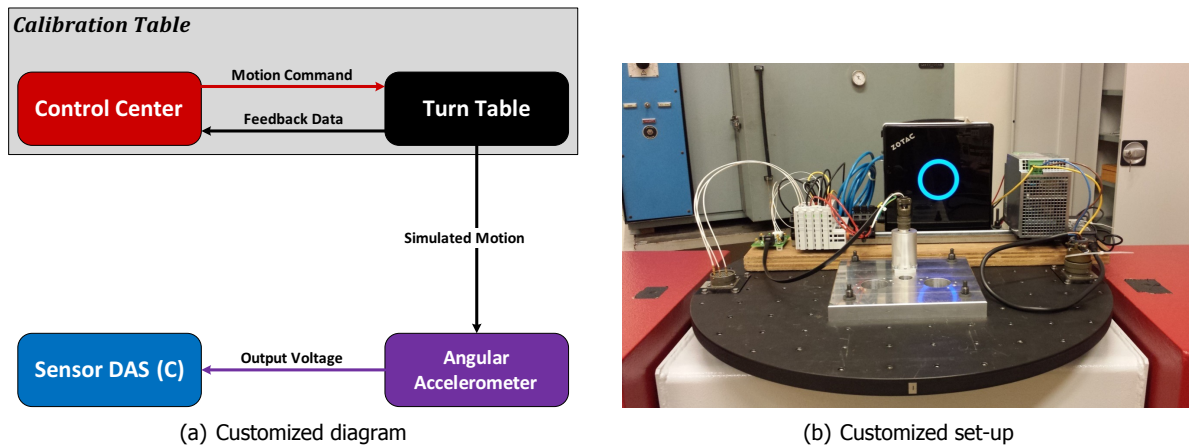 Calibration Table
Control Center
Motion Command
Feedback Data
Turn Table
Simulated Motion
Sensor DAS (C)
Output Voltage
Angular
Accelerometer
(a) Customized diagram
ZOTAC
(b) Customized set-up